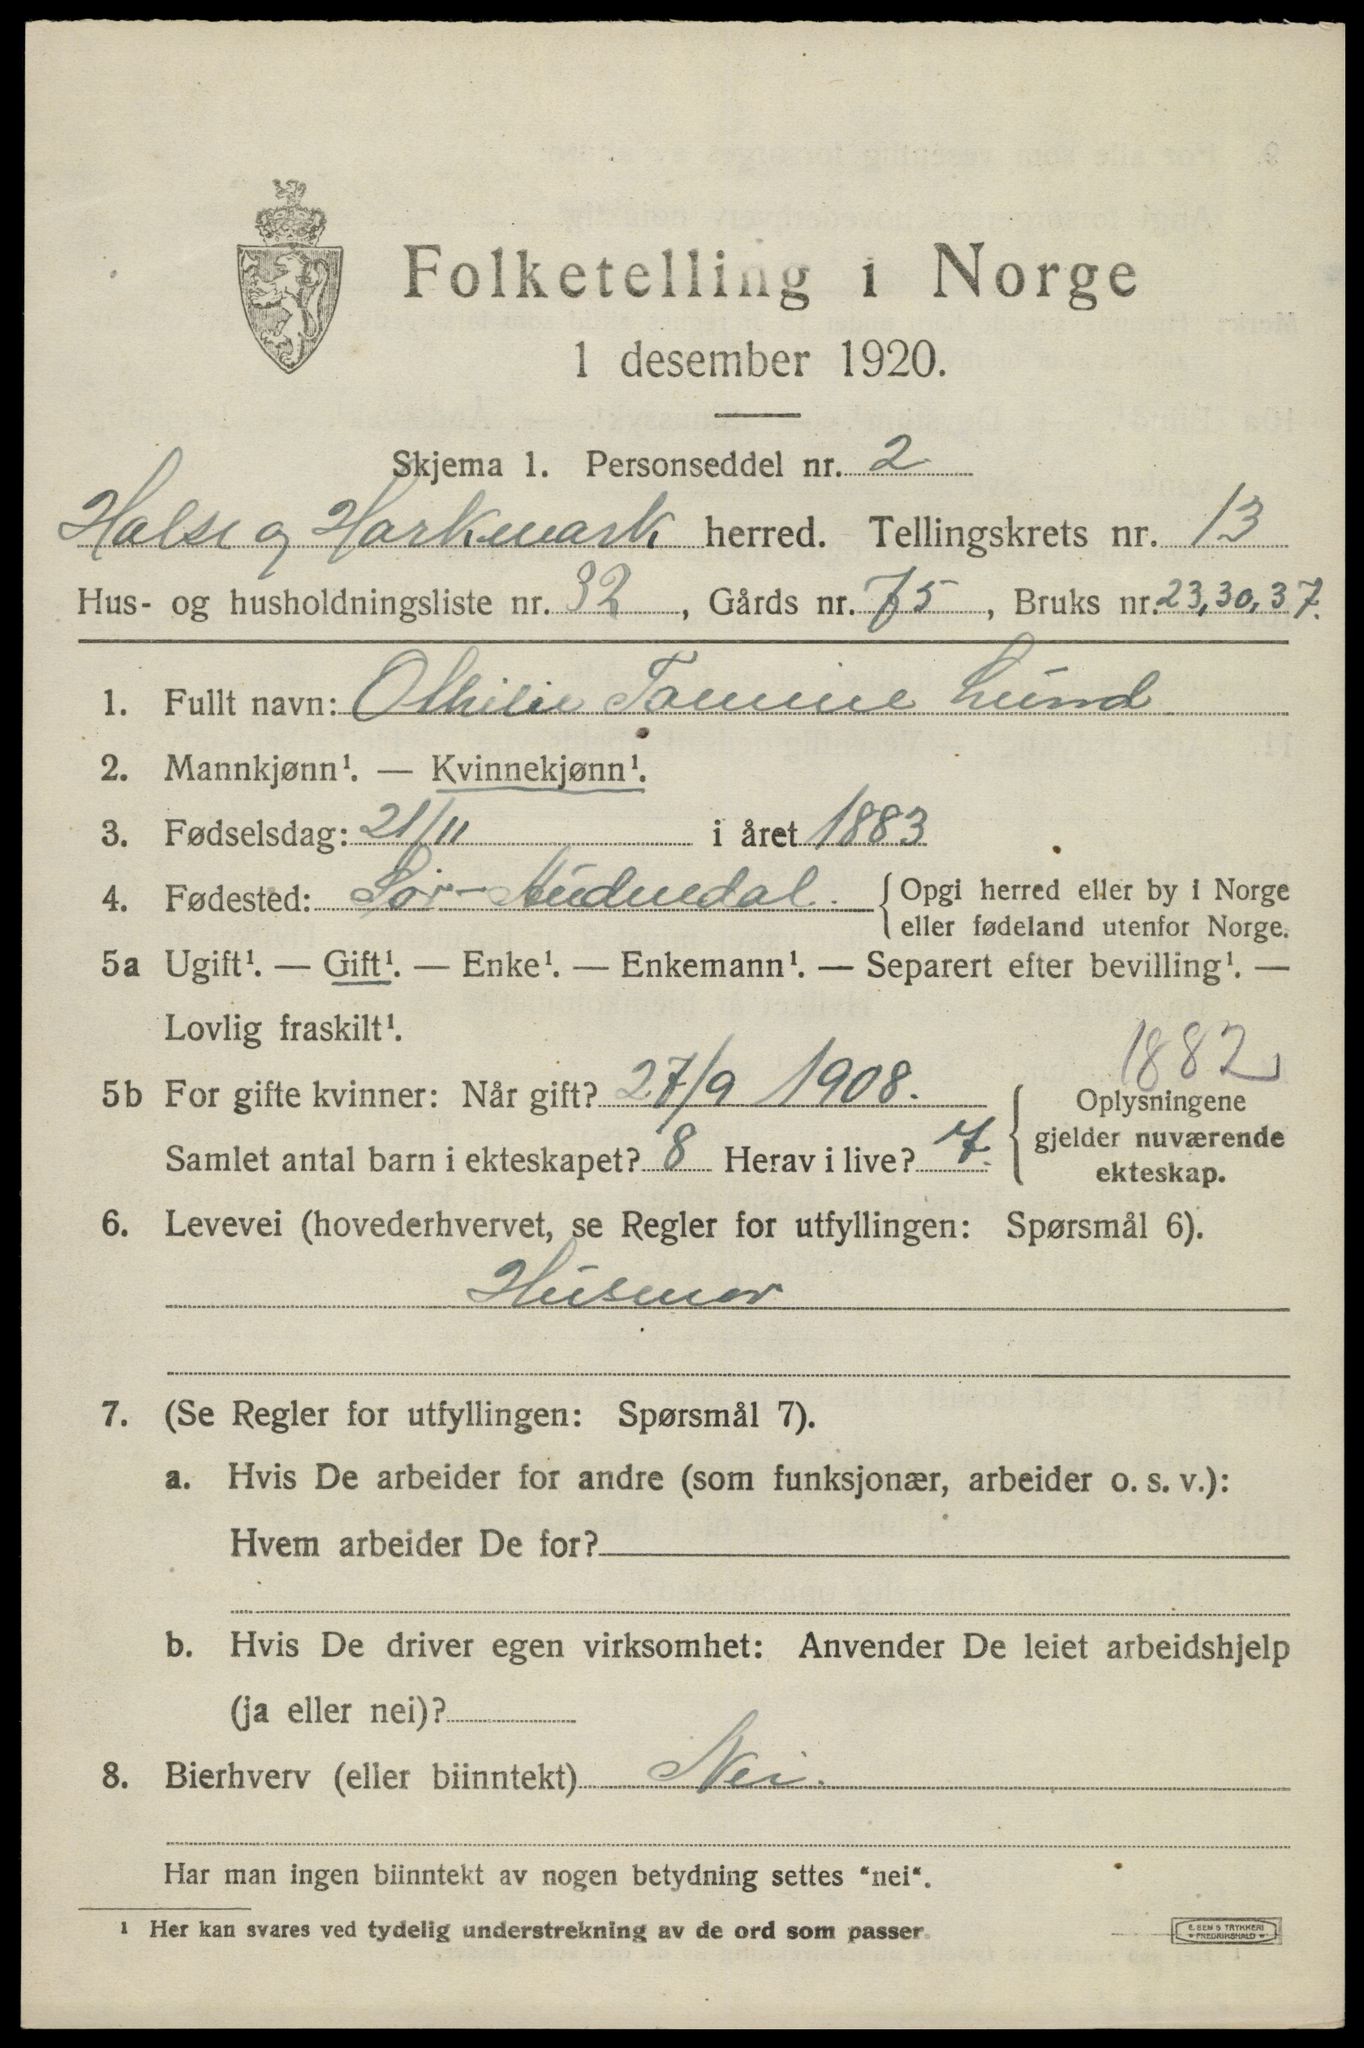 Folketelling i Norge
1 desember 1920.
Skjema 1. Personseddel nr. 2
Halse og Harkmark herred. Tellingskrets nr. 13
Hus- og husholdningsliste nr. 32, Gårds nr. 75, Bruks nr. 23, 30, 37.
1. Fullt navn: Othilie Tomine Lund
2. Mannkjønn¹. — Kvinnekjønn¹.
3. Fødselsdag: 21/11 i året 1883
4. Fødested: Sør-Audnedal. { Opgi herred eller by i Norge
eller fødeland utenfor Norge.
5a Ugift¹. — Gift¹. — Enke¹. — Enkemann¹. — Separert efter bevilling¹. —
Lovlig fraskilt¹.
1882
5b For gifte kvinner: Når gift? 27/9 1908. { Oplysningene
gjelder nuværende
ekteskap.
Samlet antal barn i ekteskapet? 8 Herav i live? 7.
6. Levevei (hovederhvervet, se Regler for utfyllingen: Spørsmål 6).
Husmor
7. (Se Regler for utfyllingen: Spørsmål 7).
a. Hvis De arbeider for andre (som funksjonær, arbeider o. s. v.):
Hvem arbeider De for?
b. Hvis De driver egen virksomhet: Anvender De leiet arbeidshjelp
(ja eller nei)?
8. Bierhverv (eller biinntekt) Nei.
Har man ingen biinntekt av nogen betydning settes "nei".
¹ Her kan svares ved tydelig understrekning av de ord som passer.
E. SEM'S TRYKKERI
FREDRIKSHALD